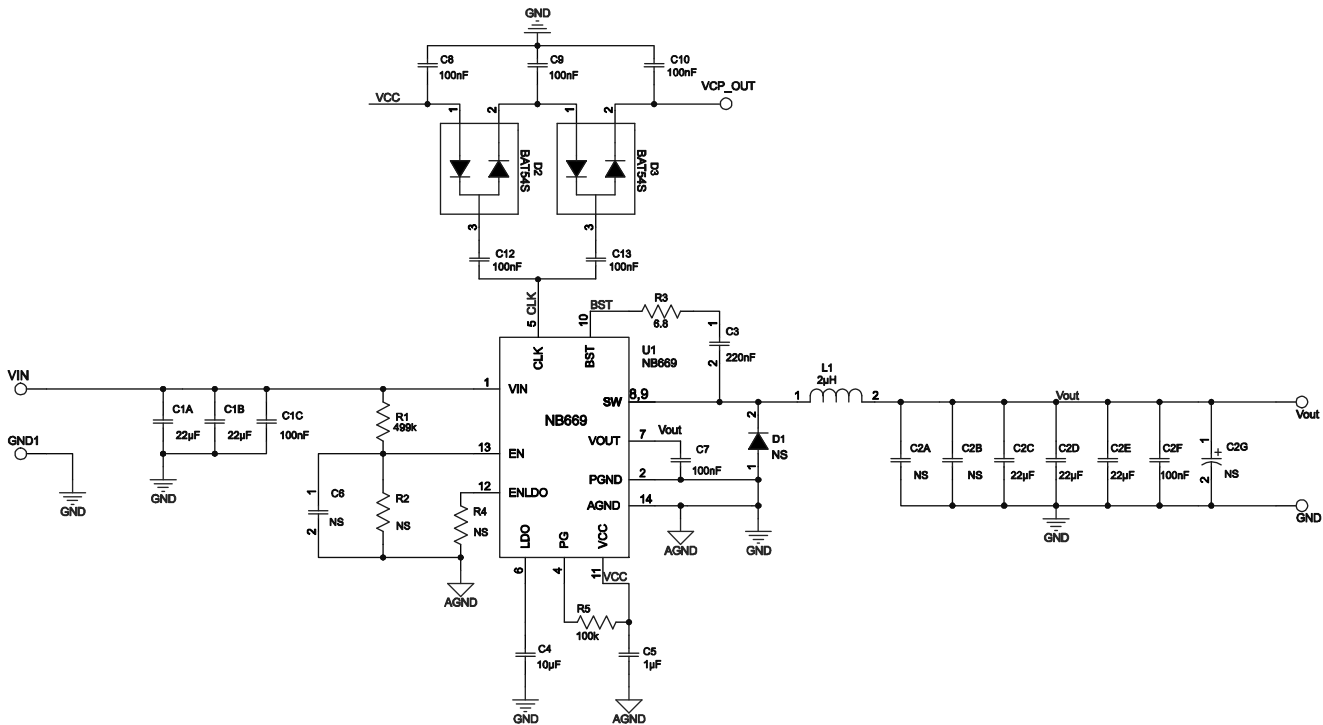 GND
C8
100nF
C9
100nF
C10
100nF
VCC
VCP_OUT
1
2
1
2
D2
BAT54S
D3
BAT54S
3
3
C12
100nF
C13
100nF
CLK
5
BST
10
R3
6.8
1
C3
220nF
2
U1
NB669
CLK
BST
VIN
1
VIN
C1A
22µF
C1B
22µF
C1C
100nF
R1
499k
SW
8,9
NB669
L1
2µH
1
2
Vout
Vout
GND1
GND
GND
13
EN
VOUT
7
Vout
C7
100nF
2
D1
NS
1
C2A
NS
C2B
NS
C2C
22µF
C2D
22µF
C2E
22µF
C2F
100nF
1
+
C2G
NS
2
PGND
2
12
ENLDO
1
C6
NS
2
R2
NS
R4
NS
AGND
14
AGND
GND
GND
GND
LDO
PG
VCC
6
4
11
VCC
AGND
R5
100k
C4
10µF
C5
1µF
GND
AGND